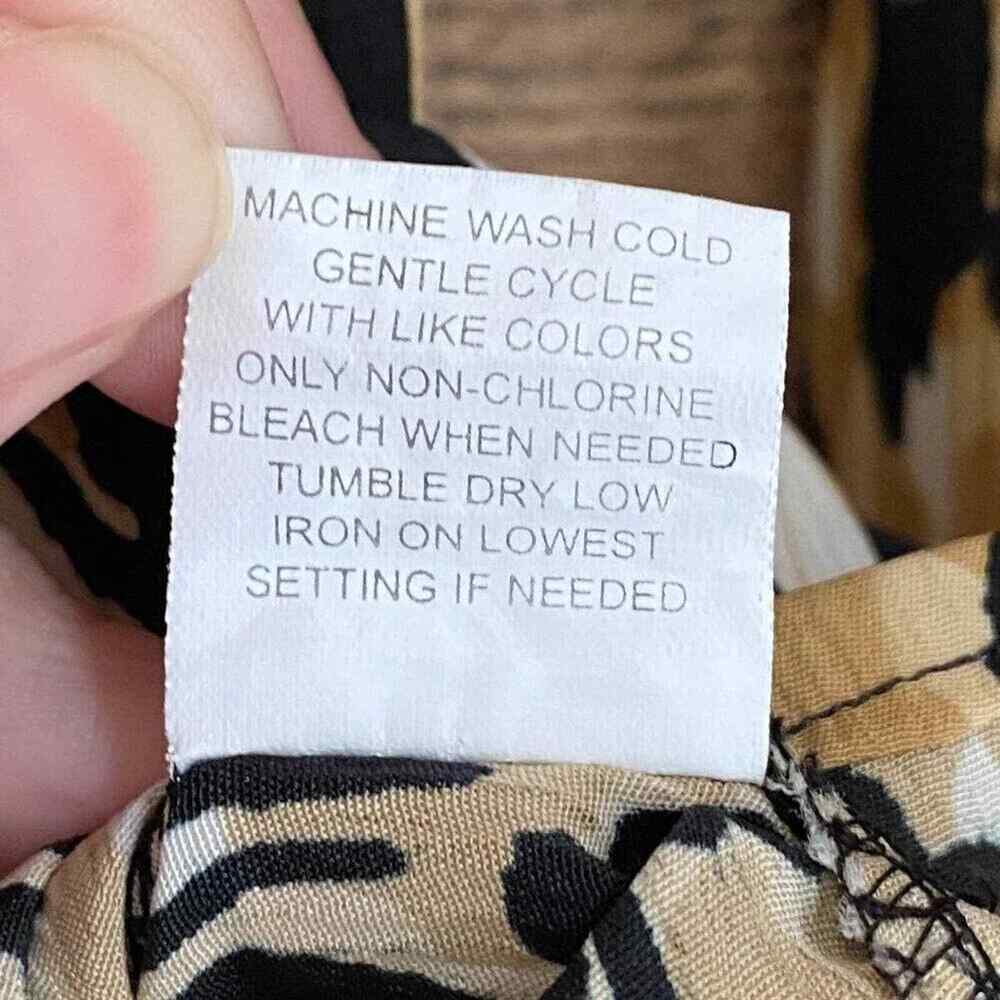 MACHINE WASH COLD
GENTLE CYCLE
WITH LIKE COLORS
ONLY NON-CHLORINE
BLEACH WHEN NEEDED
TUMBLE DRY LOW
IRON ON LOWEST
SETTING IF NEEDED